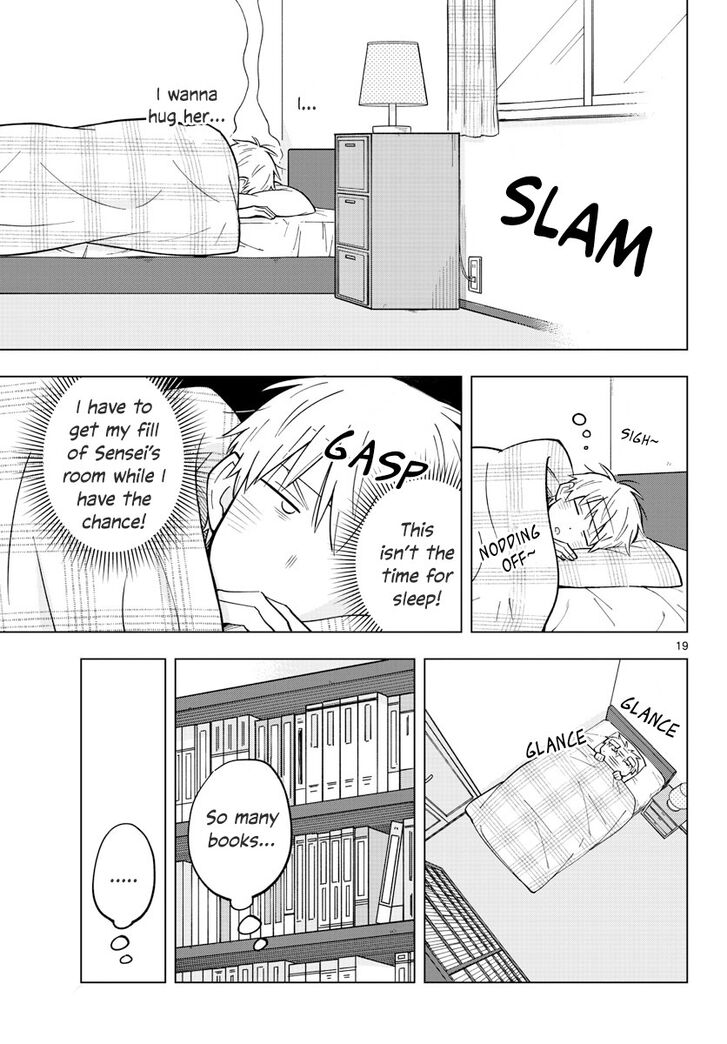 I...
I wanna
hug her...
SLAM
SIGH~
NODDING
OFF~
GASP
This
isn't the
time for
sleep!
I have to
get my fill
of Sensei's
room while I
have the
chance!
19
GLANCE
GLANCE
So many
books...
.....